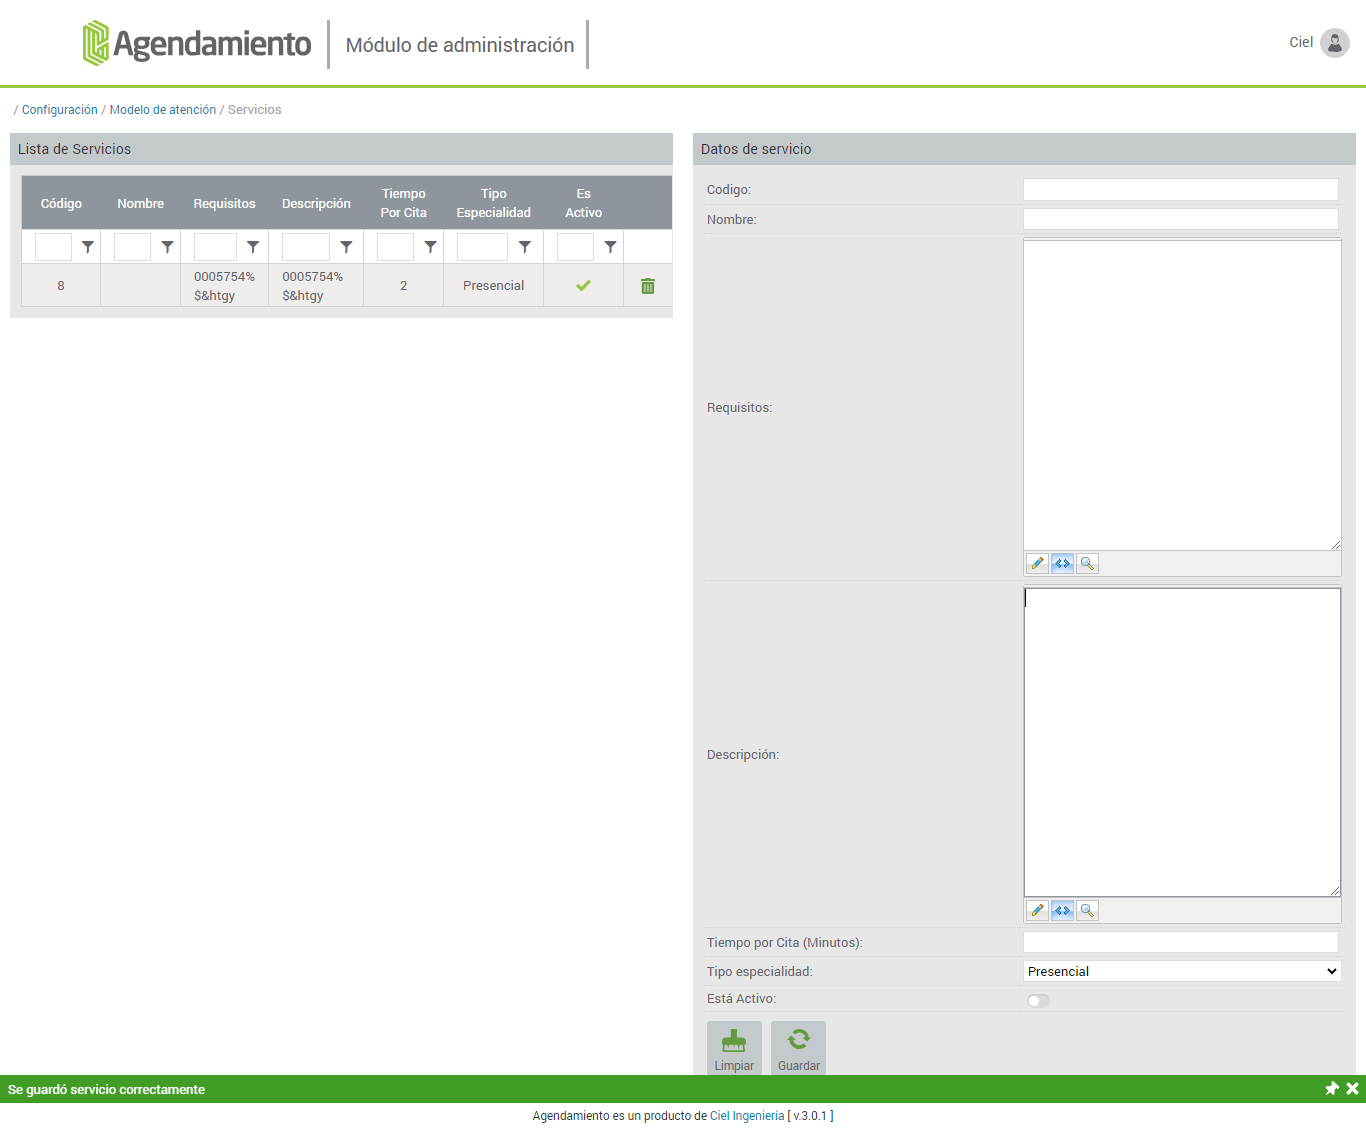 Agendamiento
Módulo de administración
Ciel
/ Configuración / Modelo de atención / Servicios
Lista de Servicios
Código Nombre Requisitos Descripción Tiempo Por Cita Tipo Especialidad Es Activo
8 0005754%$&htgy 0005754%$&htgy 2 Presencial
Datos de servicio
Codigo:
Nombre:
Requisitos:
Descripción:
Tiempo por Cita (Minutos):
Tipo especialidad: Presencial
Está Activo:
Limpiar Guardar
Se guardó servicio correctamente
Agendamiento es un producto de Ciel Ingeniería [ v.3.0.1 ]